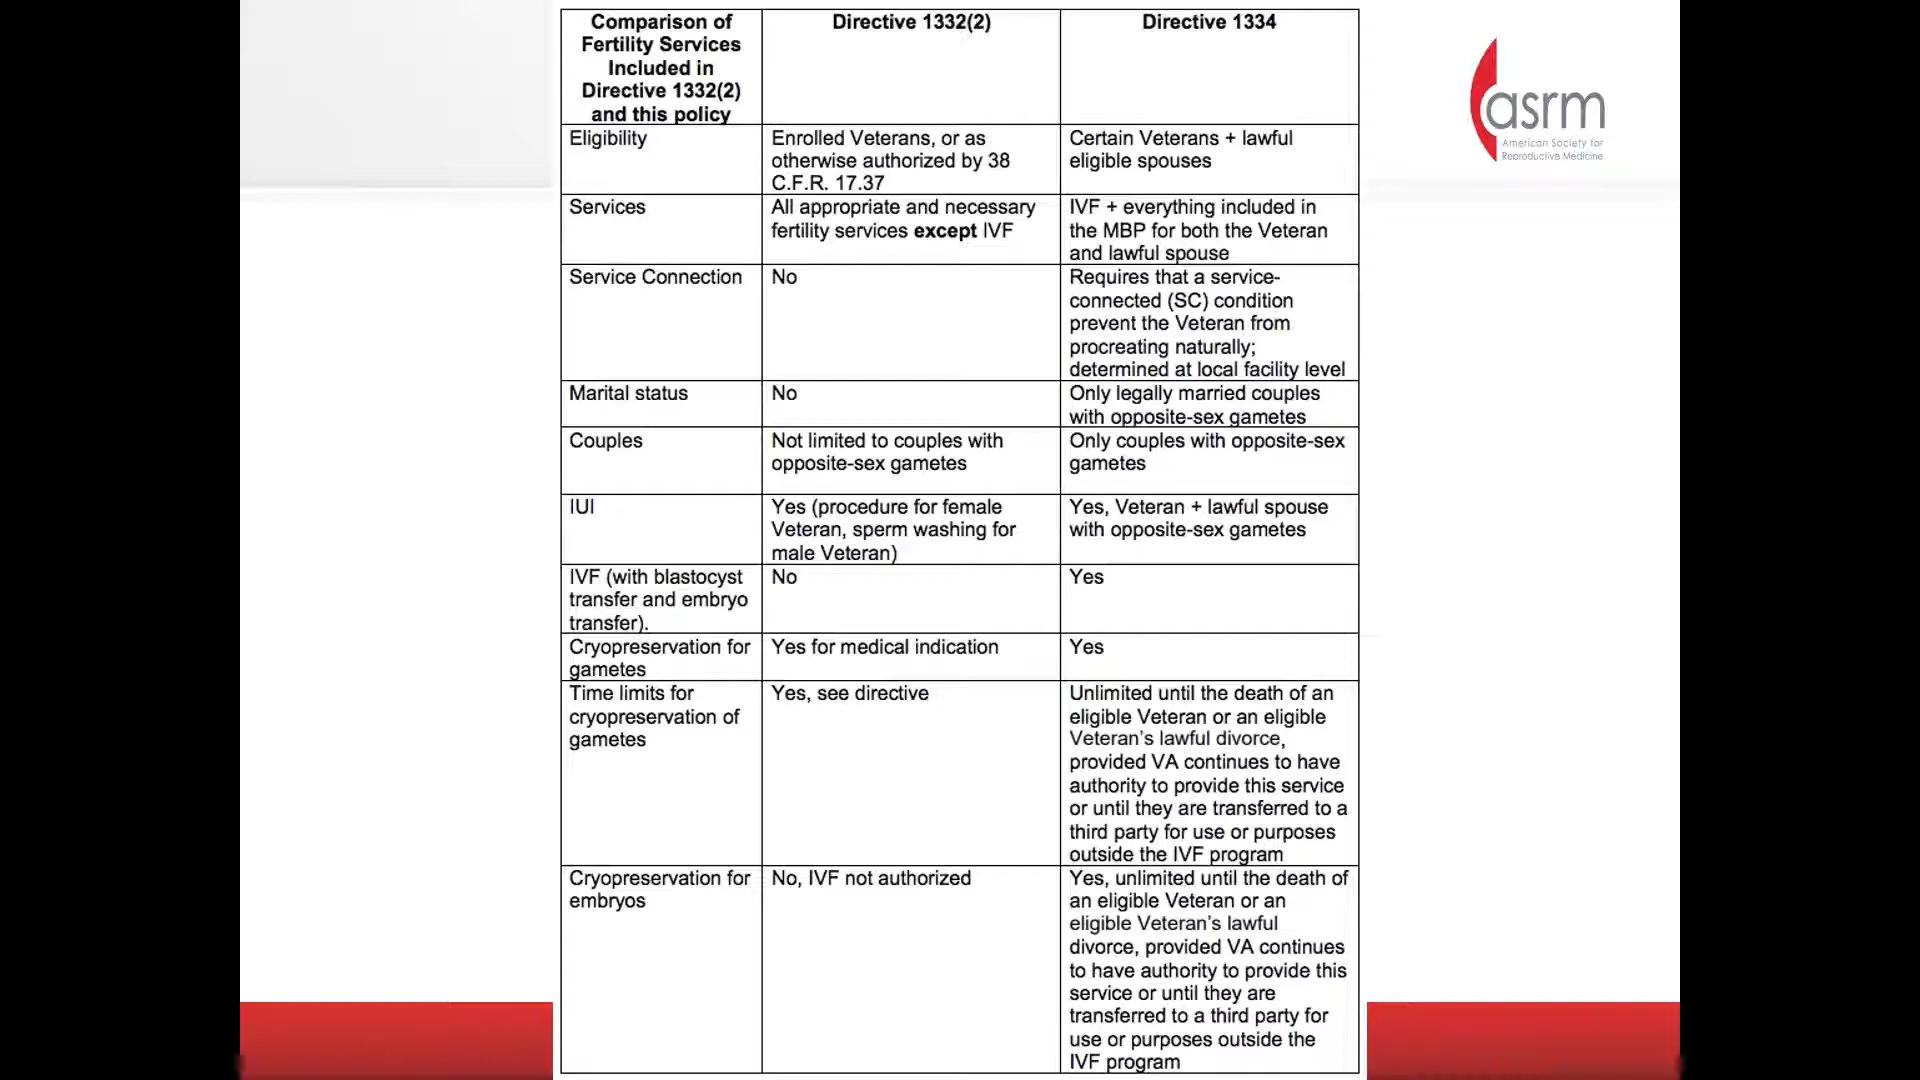 Comparison of
Fertility Services
Included in
Directive 1332(2)
and this policy
Directive 1332(2)
Directive 1334
Eligibility
Enrolled Veterans, or as
otherwise authorized by 38
C.F.R. 17.37
Certain Veterans + lawful
eligible spouses
Services
All appropriate and necessary
fertility services except IVF
IVF + everything included in
the MBP for both the Veteran
and lawful spouse
Service Connection
No
Requires that a service-
connected (SC) condition
prevent the Veteran from
procreating naturally;
determined at local facility level
Marital status
No
Only legally married couples
with opposite-sex gametes
Couples
Not limited to couples with
opposite-sex gametes
Only couples with opposite-sex
gametes
IUI
Yes (procedure for female
Veteran, sperm washing for
male Veteran)
Yes, Veteran + lawful spouse
with opposite-sex gametes
IVF (with blastocyst
transfer and embryo
transfer).
No
Yes
Cryopreservation for
gametes
Yes for medical indication
Yes
Time limits for
cryopreservation of
gametes
Yes, see directive
Unlimited until the death of an
eligible Veteran or an eligible
Veteran’s lawful divorce,
provided VA continues to have
authority to provide this service
or until they are transferred to a
third party for use or purposes
outside the IVF program
Cryopreservation for
embryos
No, IVF not authorized
Yes, unlimited until the death of
an eligible Veteran or an
eligible Veteran’s lawful
divorce, provided VA continues
to have authority to provide this
service or until they are
transferred to a third party for
use or purposes outside the
IVF program
asrm
American Society for
Reproductive Medicine